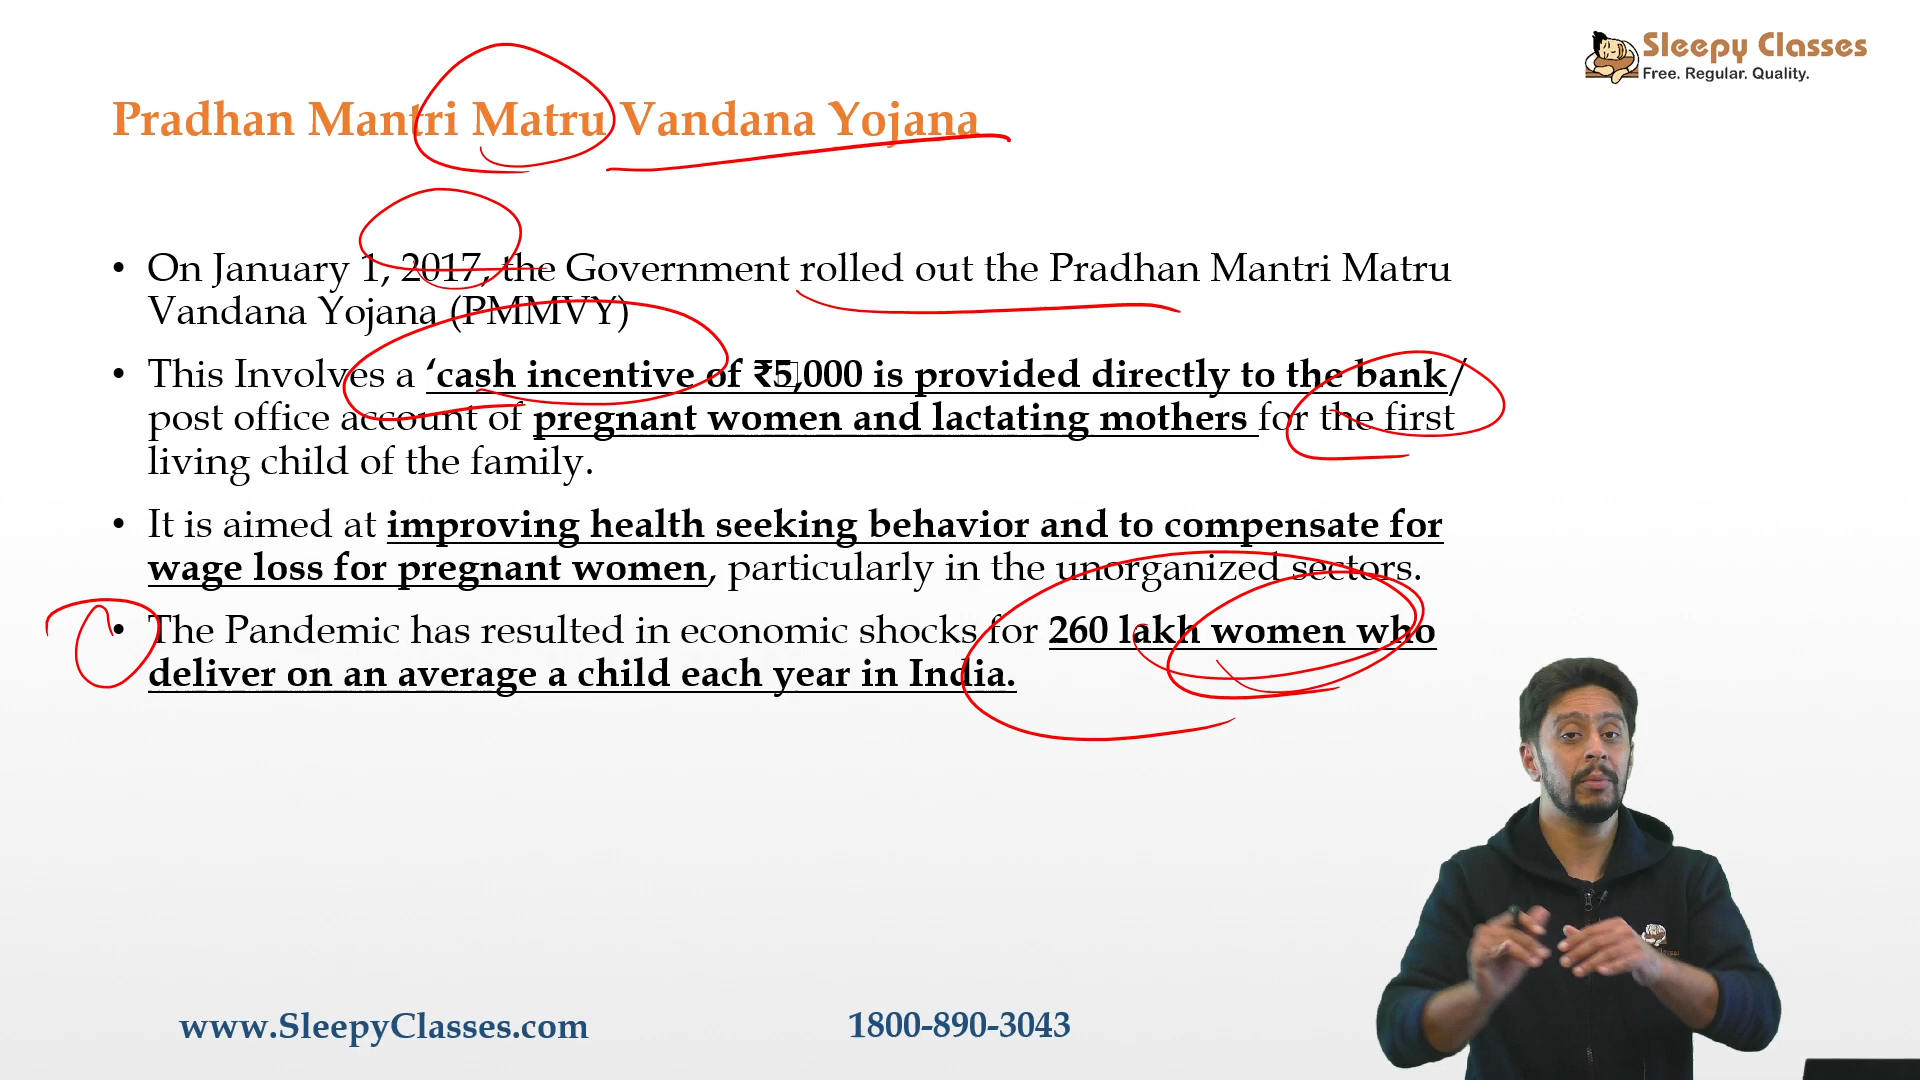 Sleepy Classes
Free. Regular. Quality.
Pradhan Mantri Matru Vandana Yojana
• On January 1, 2017, the Government rolled out the Pradhan Mantri Matru
Vandana Yojana (PMMVY)
• This Involves a ‘cash incentive of ₹5,000 is provided directly to the bank/
post office account of pregnant women and lactating mothers for the first
living child of the family.
• It is aimed at improving health seeking behavior and to compensate for
wage loss for pregnant women, particularly in the unorganized sectors.
• The Pandemic has resulted in economic shocks for 260 lakh women who
deliver on an average a child each year in India.
www.SleepyClasses.com
1800-890-3043